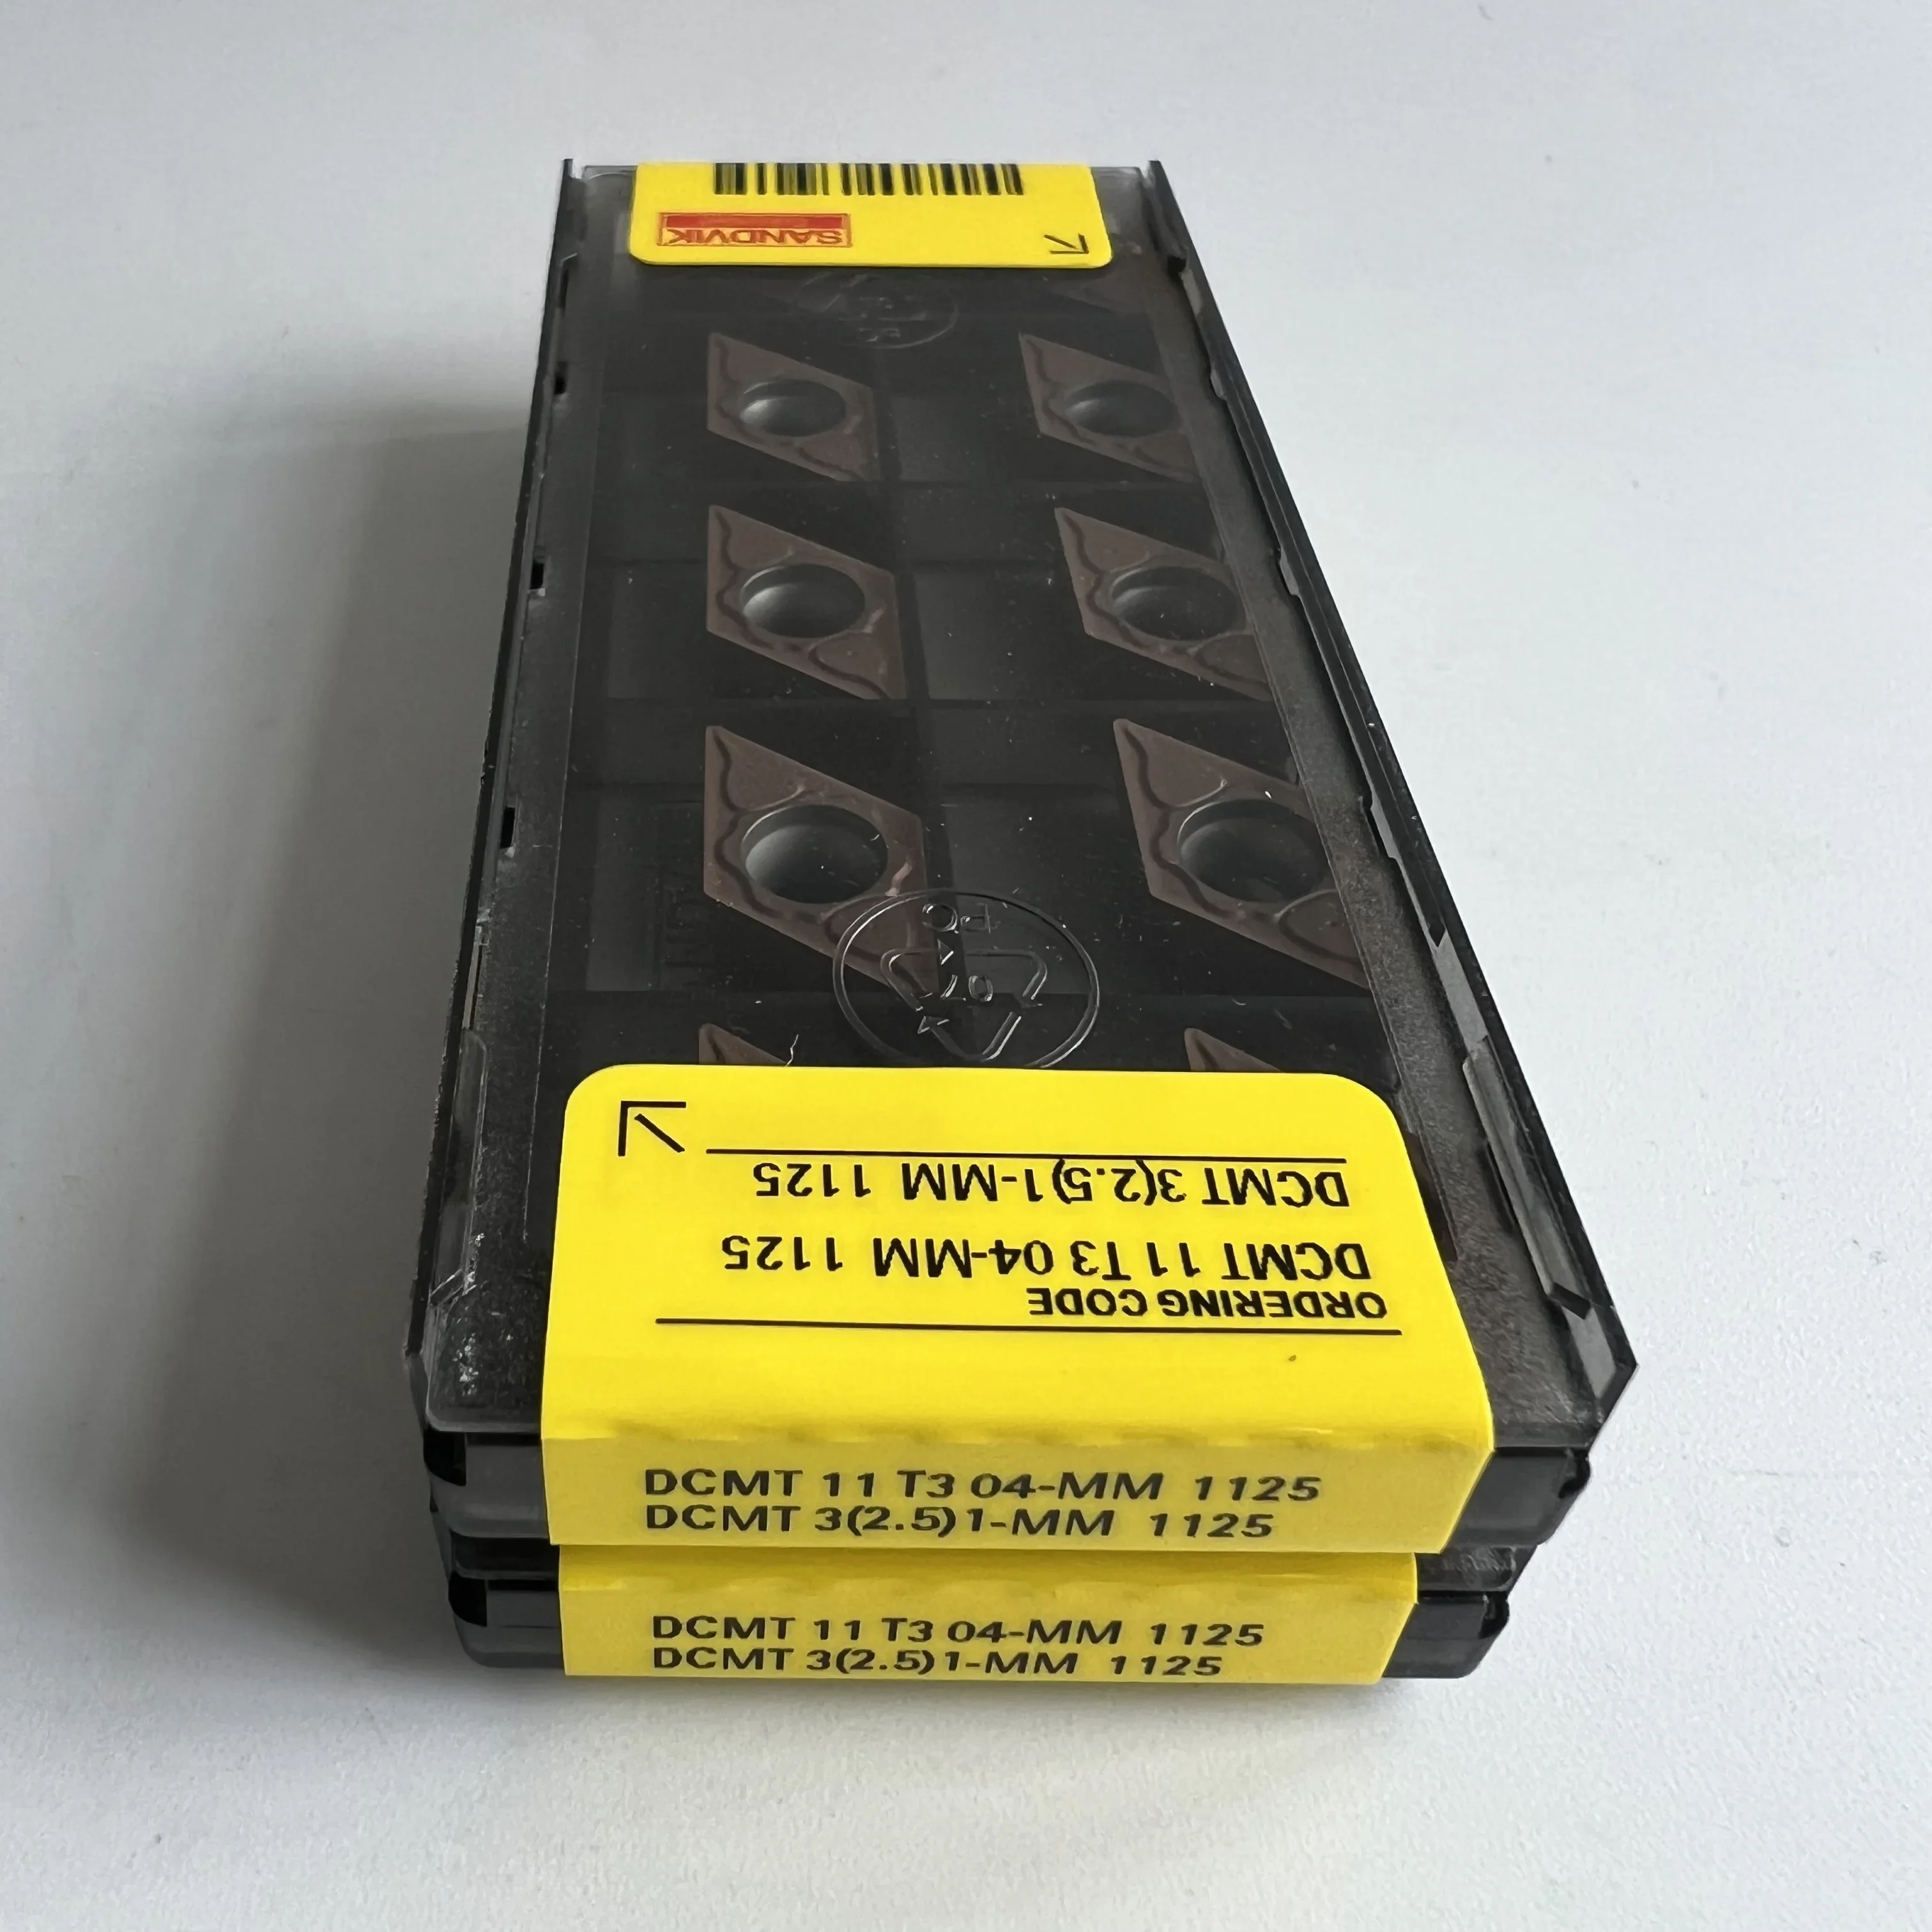 SANDVIK
PC
07
ORDERING CODE
DCMT 11 T3 04-MM 1125
DCMT 3(2.5)1-MM 1125
DCMT 11 T3 04-MM 1125
DCMT 3(2.5)1-MM 1125
DCMT 11 T3 04-MM 1125
DCMT 3(2.5)1-MM 1125